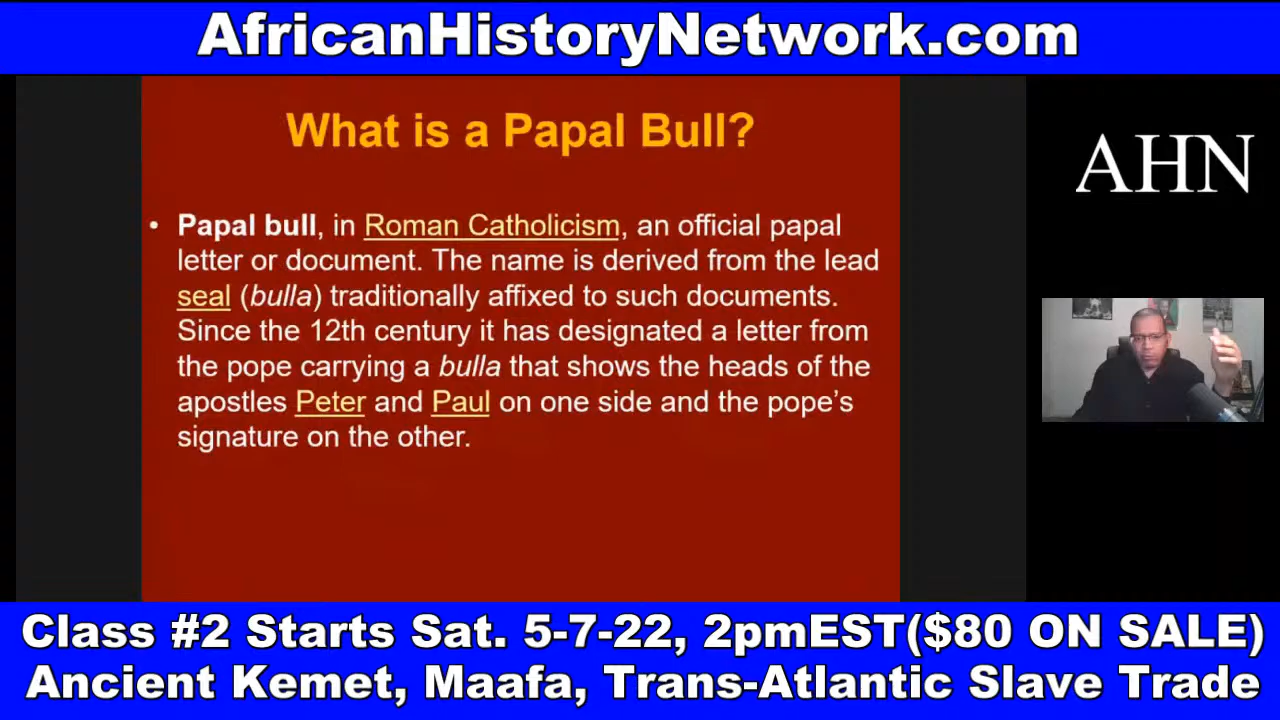 AfricanHistoryNetwork.com
What is a Papal Bull?
• Papal bull, in Roman Catholicism, an official papal
letter or document. The name is derived from the lead
seal (bulla) traditionally affixed to such documents.
Since the 12th century it has designated a letter from
the pope carrying a bulla that shows the heads of the
apostles Peter and Paul on one side and the pope’s
signature on the other.
AHN
Class #2 Starts Sat. 5-7-22, 2pmEST($80 ON SALE)
Ancient Kemet, Maafa, Trans-Atlantic Slave Trade